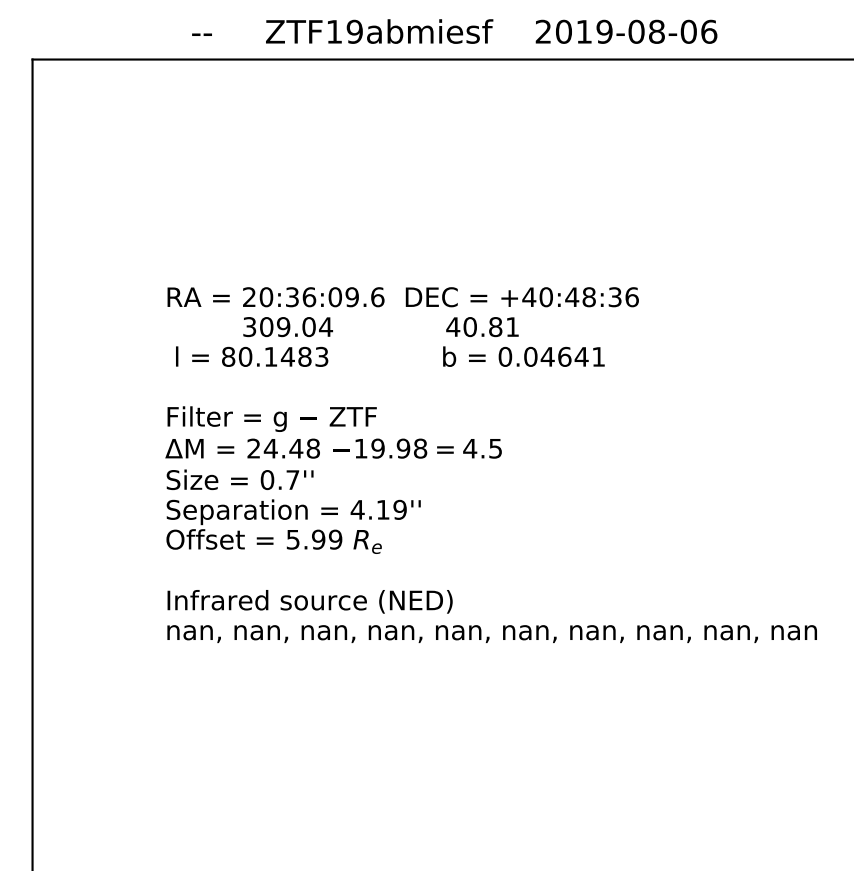 -- ZTF19abmiesf 2019-08-06
RA = 20:36:09.6 DEC = +40:48:36
309.04 40.81
l = 80.1483 b = 0.04641
Filter = g − ZTF
ΔM = 24.48 −19.98 = 4.5
Size = 0.7''
Separation = 4.19''
Offset = 5.99 Re
Infrared source (NED)
nan, nan, nan, nan, nan, nan, nan, nan, nan, nan